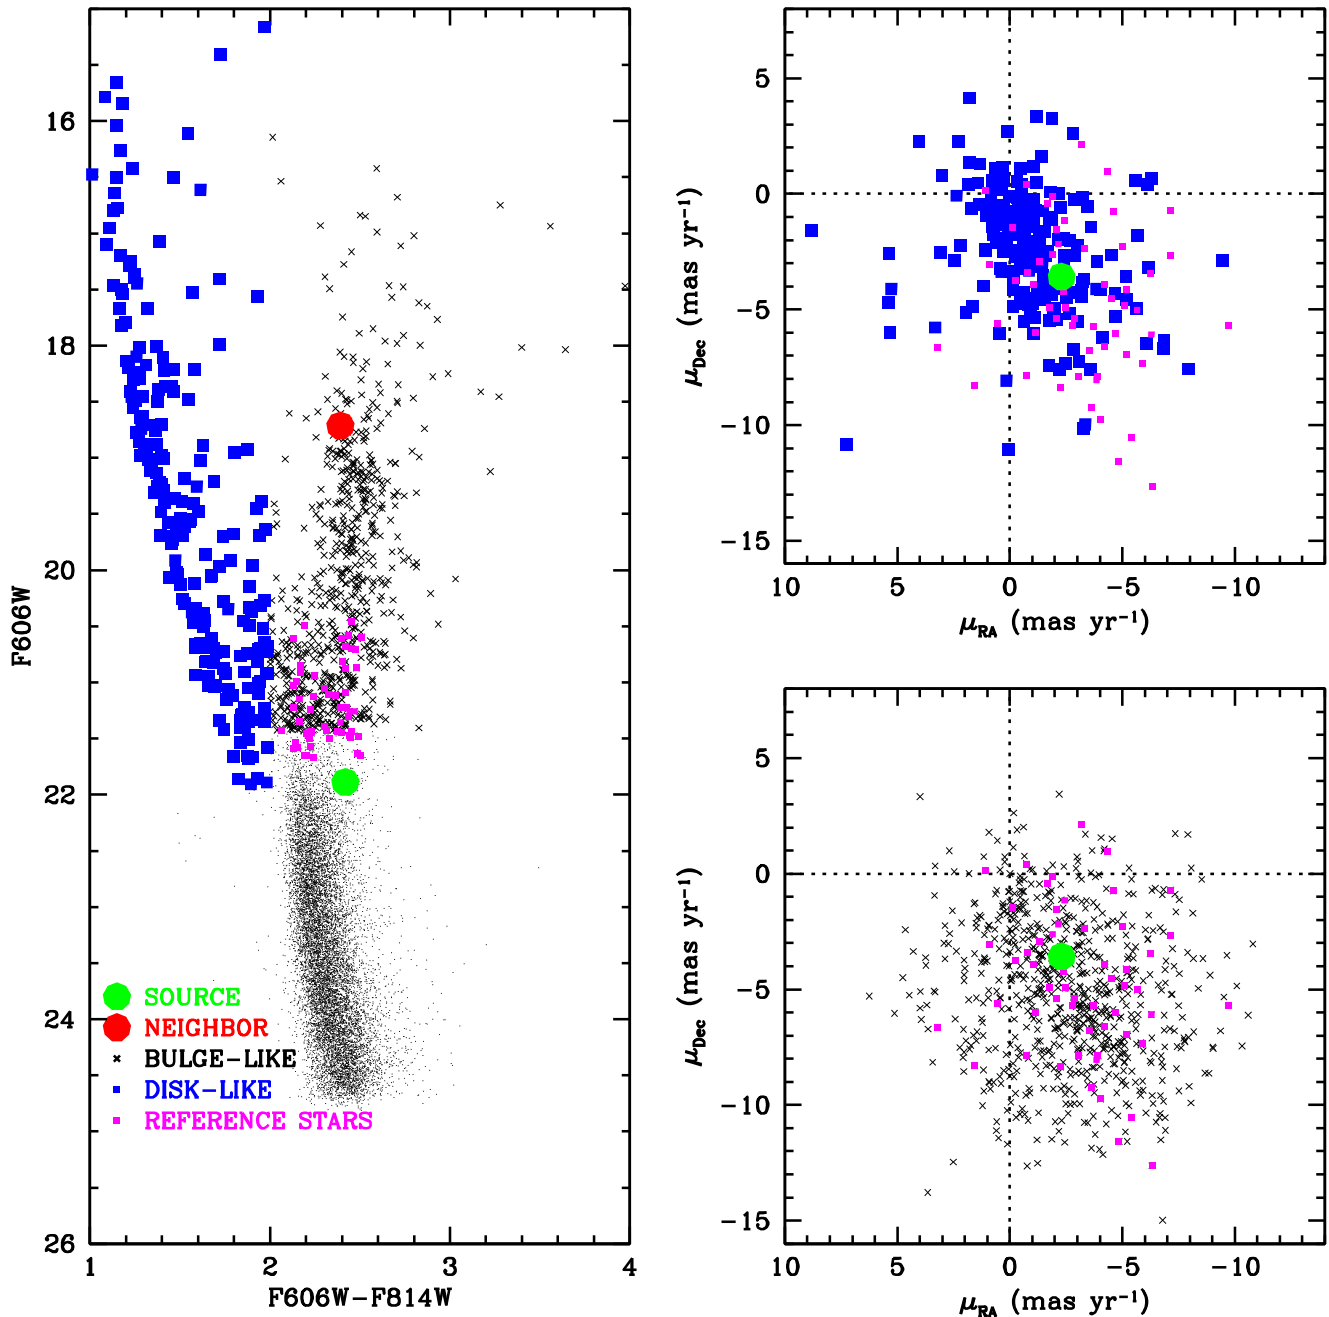 16
18
20
22
24
26
1 2 3 4
F606W
F606W−F814W
SOURCE
NEIGHBOR
BULGE−LIKE
DISK−LIKE
REFERENCE STARS
5
0
−5
−10
−15
10 5 0 −5 −10
μDec (mas yr⁻¹)
μRA (mas yr⁻¹)
5
0
−5
−10
−15
10 5 0 −5 −10
μDec (mas yr⁻¹)
μRA (mas yr⁻¹)